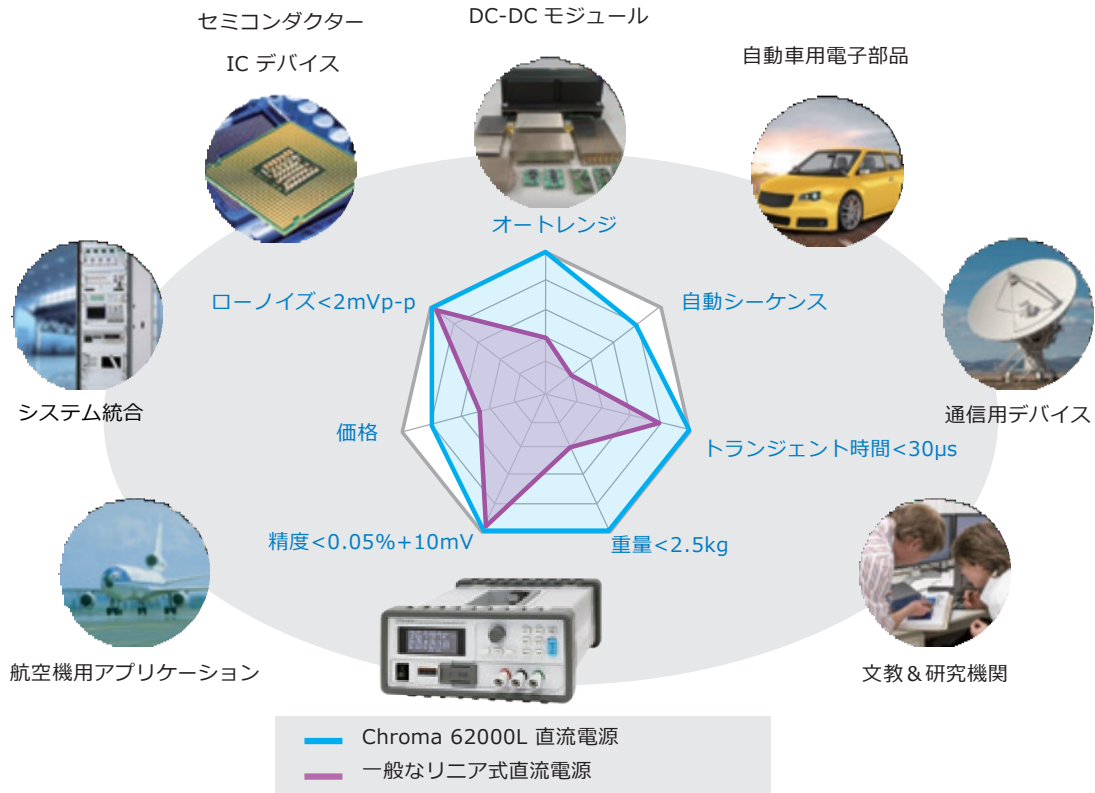 セミコンダクター
IC デバイス
DC-DC モジュール
自動車用電子部品
オートレンジ
ローノイズ<2mVp-p
自動シーケンス
システム統合
価格
通信用デバイス
トランジェント時間<30μs
精度<0.05%+10mV
重量<2.5kg
航空機用アプリケーション
文教＆研究機関
Chroma 62000L 直流電源
一般なリニア式直流電源